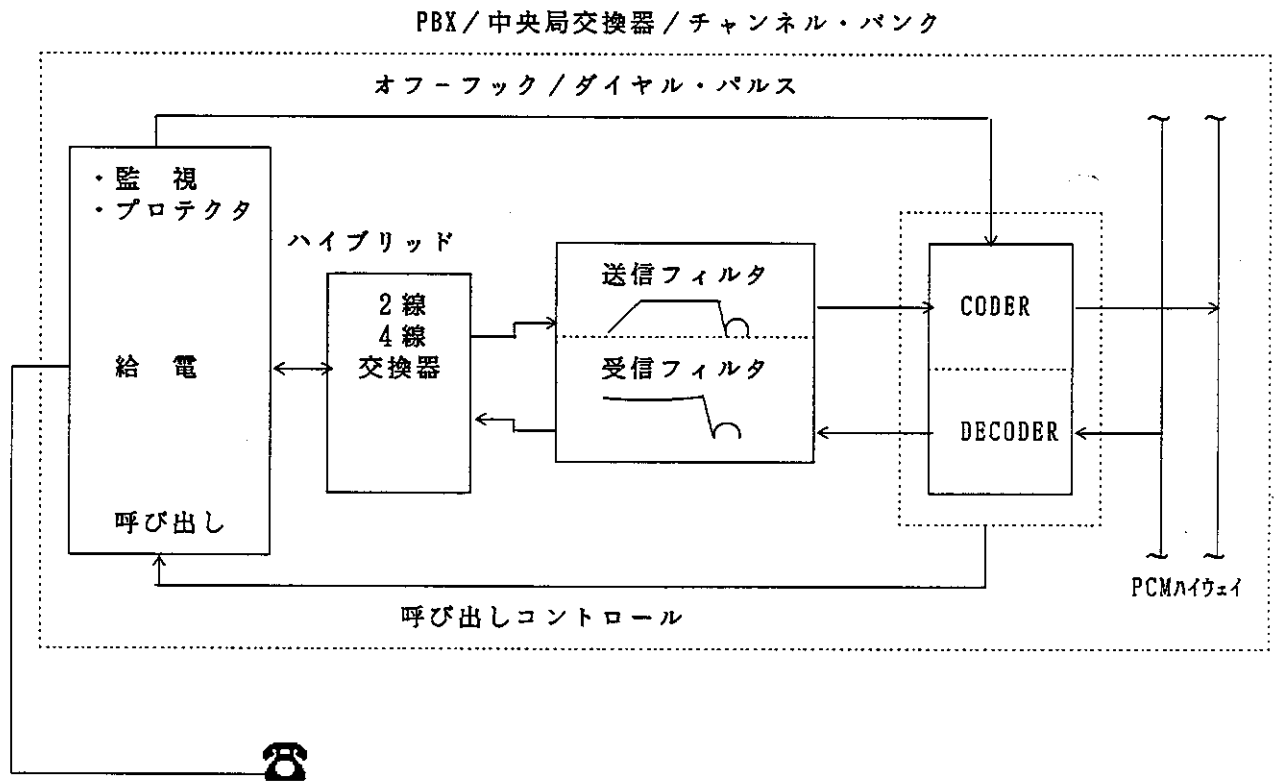 PBX/中央局交換器/チャンネル・バンク
オフ-フック/ダイヤル・パルス
・監 視
・プロテクタ
ハイブリッド
2線
4線
交換器
送信フィルタ
CODER
給 電
受信フィルタ
DECODER
呼び出し
PCMハイウェイ
呼び出しコントロール